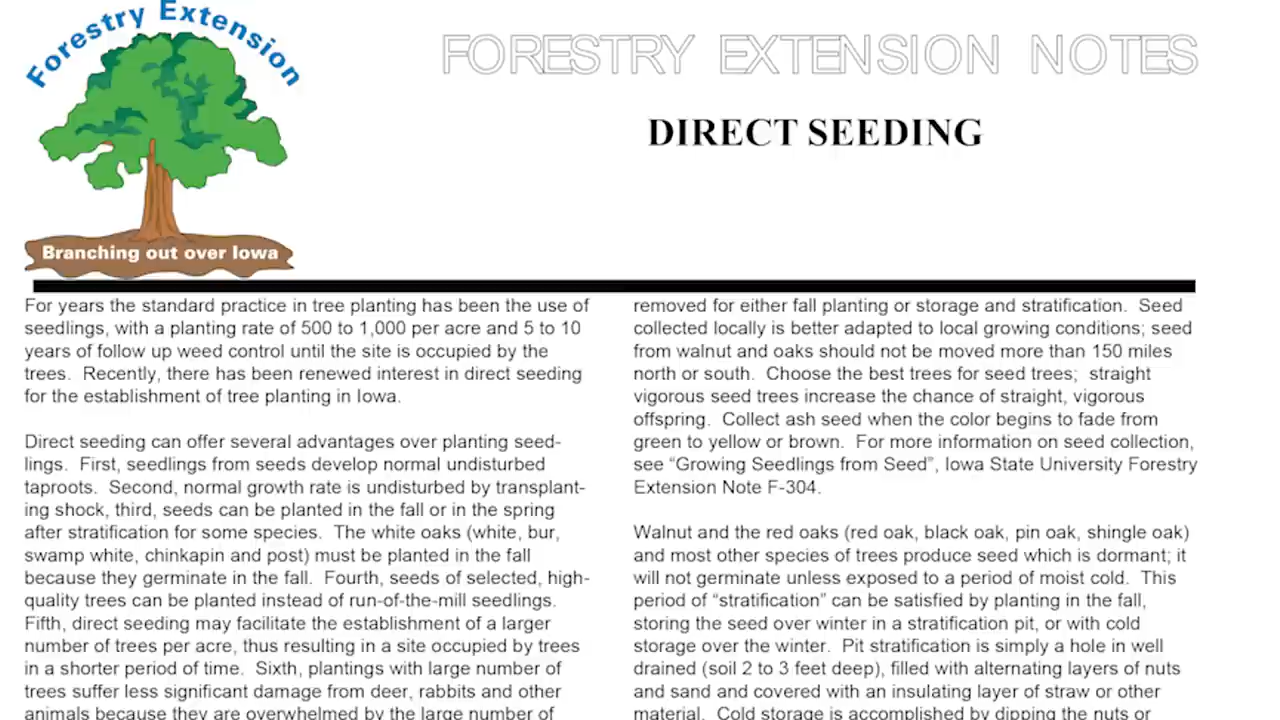 Forestry Extension
Branching out over Iowa
FORESTRY EXTENSION NOTES
DIRECT SEEDING
For years the standard practice in tree planting has been the use of
seedlings, with a planting rate of 500 to 1,000 per acre and 5 to 10
years of follow up weed control until the site is occupied by the
trees.  Recently, there has been renewed interest in direct seeding
for the establishment of tree planting in Iowa.
Direct seeding can offer several advantages over planting seed-
lings.  First, seedlings from seeds develop normal undisturbed
taproots.  Second, normal growth rate is undisturbed by transplant-
ing shock, third, seeds can be planted in the fall or in the spring
after stratification for some species.  The white oaks (white, bur,
swamp white, chinkapin and post) must be planted in the fall
because they germinate in the fall.  Fourth, seeds of selected, high-
quality trees can be planted instead of run-of-the-mill seedlings.
Fifth, direct seeding may facilitate the establishment of a larger
number of trees per acre, thus resulting in a site occupied by trees
in a shorter period of time.  Sixth, plantings with large number of
trees suffer less significant damage from deer, rabbits and other
animals because they are overwhelmed by the large number of
removed for either fall planting or storage and stratification.  Seed
collected locally is better adapted to local growing conditions; seed
from walnut and oaks should not be moved more than 150 miles
north or south.  Choose the best trees for seed trees;  straight
vigorous seed trees increase the chance of straight, vigorous
offspring.  Collect ash seed when the color begins to fade from
green to yellow or brown.  For more information on seed collection,
see “Growing Seedlings from Seed”, Iowa State University Forestry
Extension Note F-304.
Walnut and the red oaks (red oak, black oak, pin oak, shingle oak)
and most other species of trees produce seed which is dormant; it
will not germinate unless exposed to a period of moist cold.  This
period of “stratification” can be satisfied by planting in the fall,
storing the seed over winter in a stratification pit, or with cold
storage over the winter.  Pit stratification is simply a hole in well
drained (soil 2 to 3 feet deep), filled with alternating layers of nuts
and sand and covered with an insulating layer of straw or other
material.  Cold storage is accomplished by dipping the nuts or